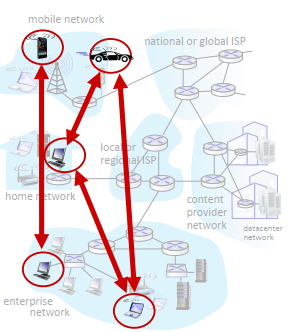 mobile network
national or global ISP
local or
regional ISP
home network
content
provider
network
datacenter
network
enterprise
network